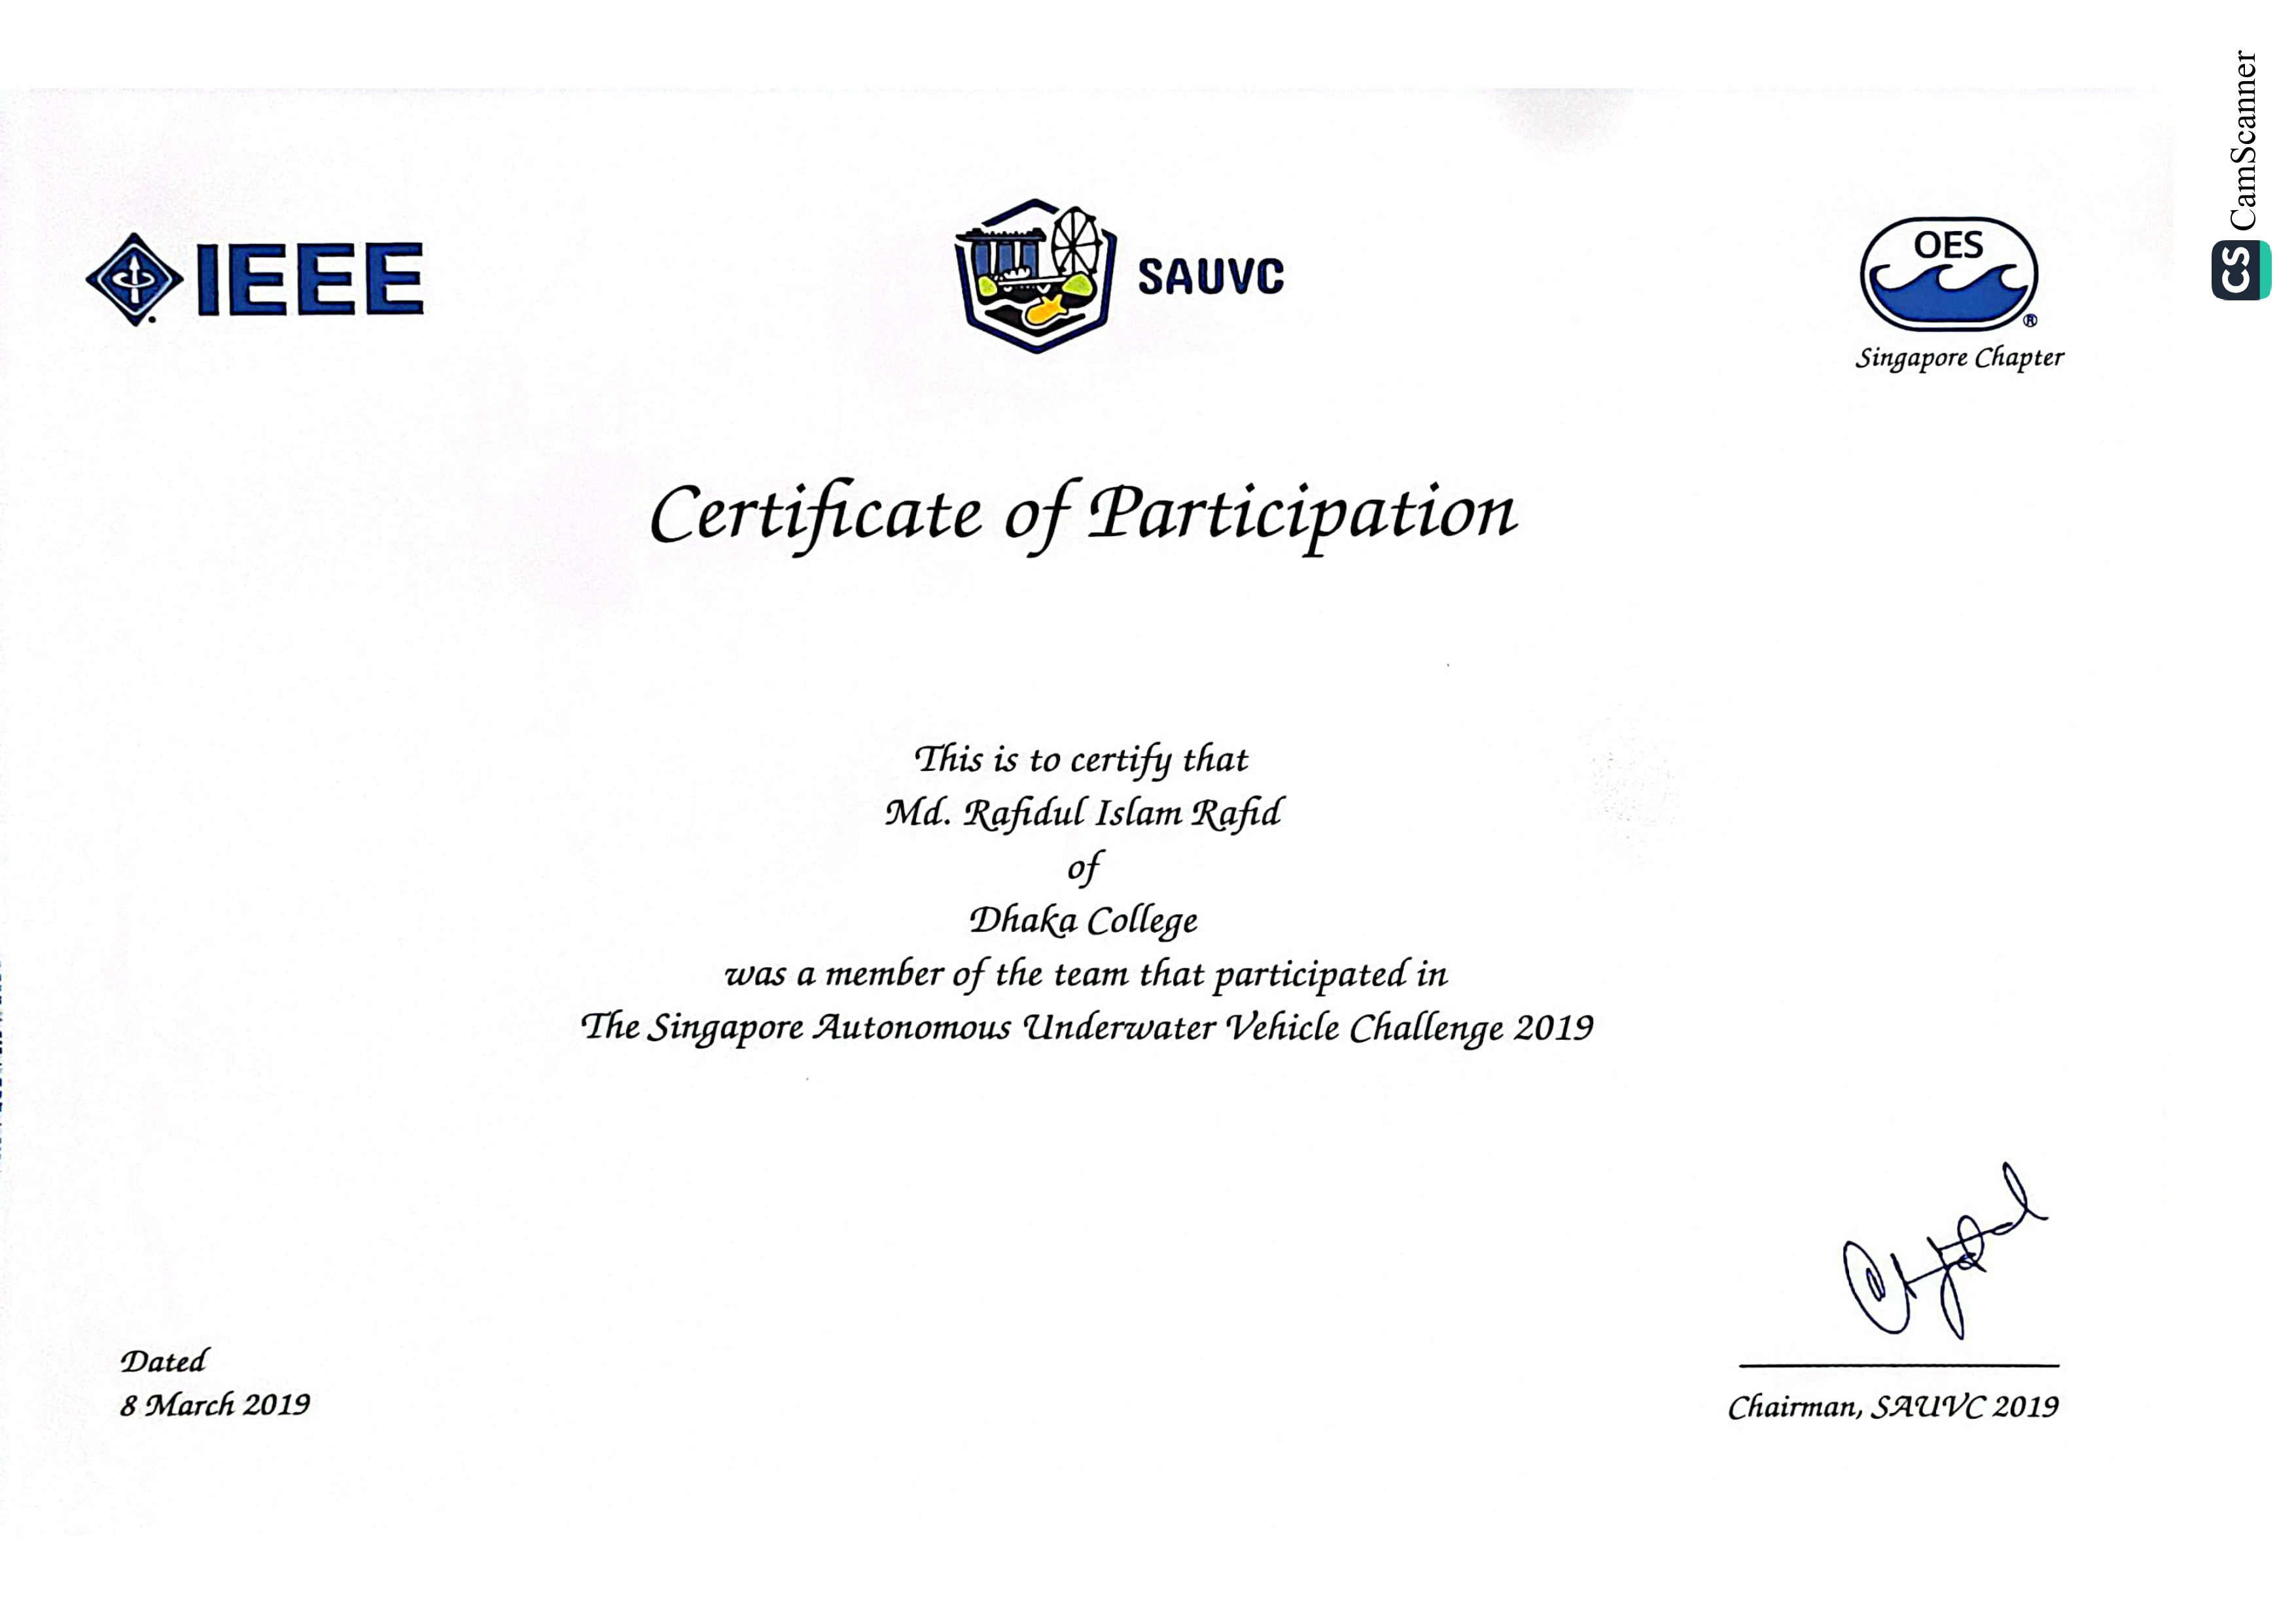 IEEE
SAUVC
OES
®
Singapore Chapter
CS CamScanner
Certificate of Participation
This is to certify that
Md. Rafidul Islam Rafid
of
Dhaka College
was a member of the team that participated in
The Singapore Autonomous Underwater Vehicle Challenge 2019
Dated
8 March 2019
Chairman, SAUVC 2019